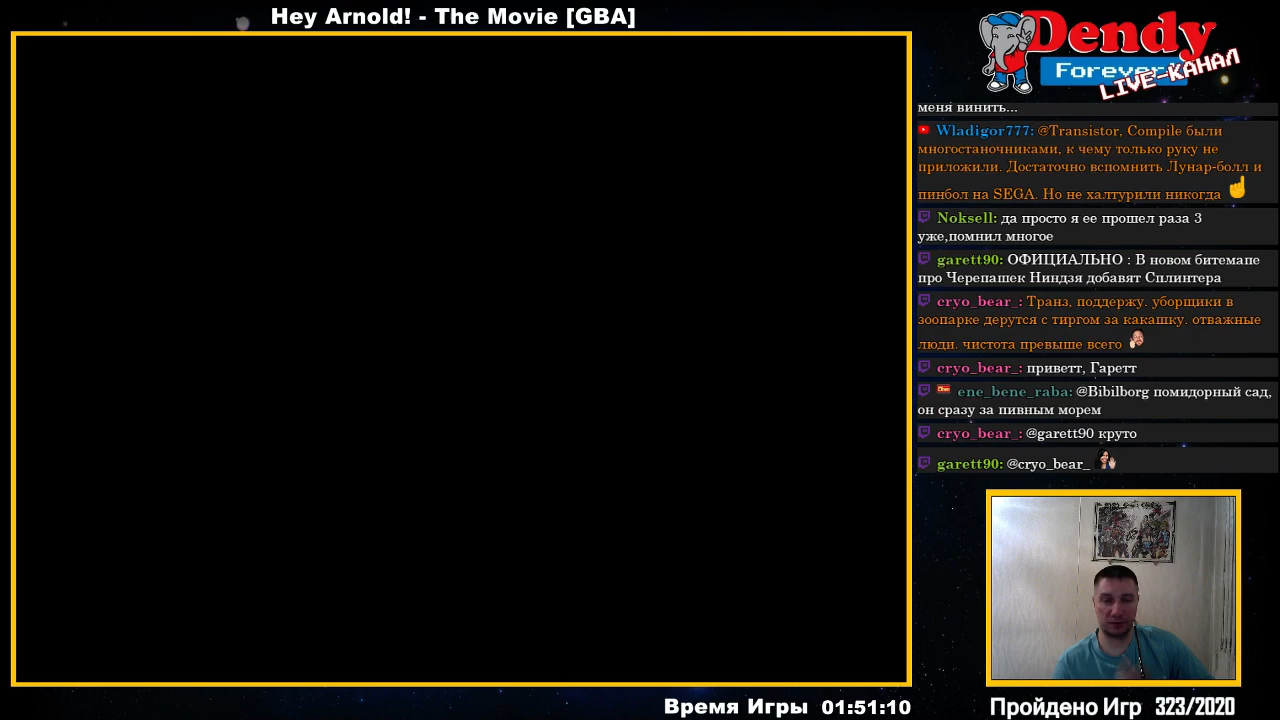 Hey Arnold! - The Movie [GBA]
Dendy
Forever!
LIVE-КАНАЛ
меня винить...
Wladigor777: @Transistor, Compile были
многостаночниками, к чему только руку не
приложили. Достаточно вспомнить Лунар-болл и
пинбол на SEGA. Но не халтурили никогда
Noksell: да просто я ее прошел раза 3
уже,помнил многое
garett90: ОФИЦИАЛЬНО : В новом битемапе
про Черепашек Ниндзя добавят Сплинтера
cryo_bear_: Транз, поддержу. уборщики в
зоопарке дерутся с тиргом за какашку. отважные
люди. чистота превыше всего
cryo_bear_: приветт, Гаретт
ene_bene_raba: @Bibilborg помидорный сад,
он сразу за пивным морем
cryo_bear_: @garett90 круто
garett90: @cryo_bear_
Время Игры 01:51:10
Пройдено Игр 323/2020